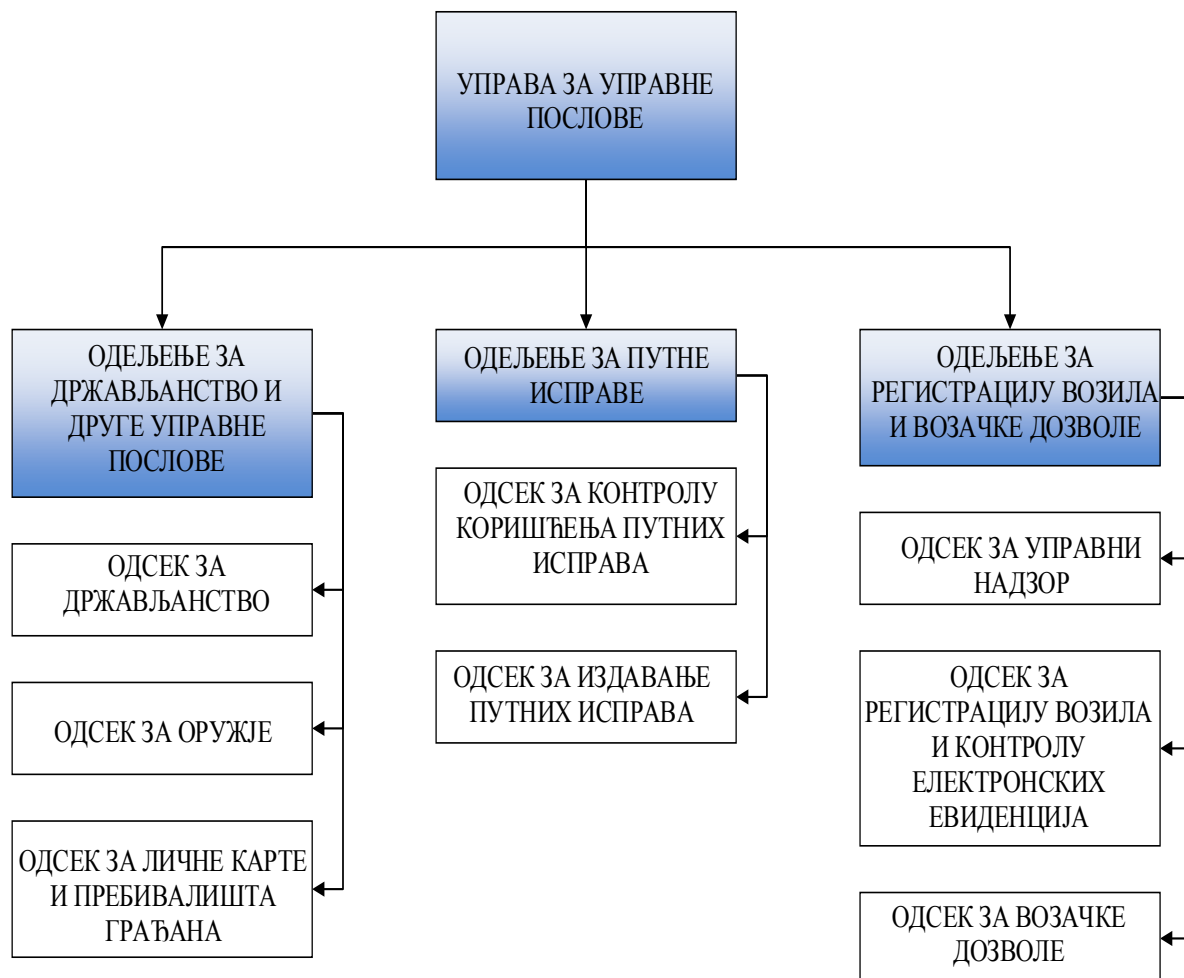 УПРАВА ЗА УПРАВНЕ
ПОСЛОВЕ
ОДЕЉЕЊЕ ЗА
ДРЖАВЉАНСТВО И
ДРУГЕ УПРАВНЕ
ПОСЛОВЕ
ОДСЕК ЗА
ДРЖАВЉАНСТВО
ОДСЕК ЗА ОРУЖЈЕ
ОДСЕК ЗА ЛИЧНЕ КАРТЕ
И ПРЕБИВАЛИШТА
ГРАЂАНА
ОДЕЉЕЊЕ ЗА ПУТНЕ
ИСПРАВЕ
ОДСЕК ЗА КОНТРОЛУ
КОРИШЋЕЊА ПУТНИХ
ИСПРАВА
ОДСЕК ЗА ИЗДАВАЊЕ
ПУТНИХ ИСПРАВА
ОДЕЉЕЊЕ ЗА
РЕГИСТРАЦИЈУ ВОЗИЛА
И ВОЗАЧКЕ ДОЗВОЛЕ
ОДСЕК ЗА УПРАВНИ
НАДЗОР
ОДСЕК ЗА
РЕГИСТРАЦИЈУ ВОЗИЛА
И КОНТРОЛУ
ЕЛЕКТРОНСКИХ
ЕВИДЕНЦИЈА
ОДСЕК ЗА ВОЗАЧКЕ
ДОЗВОЛЕ